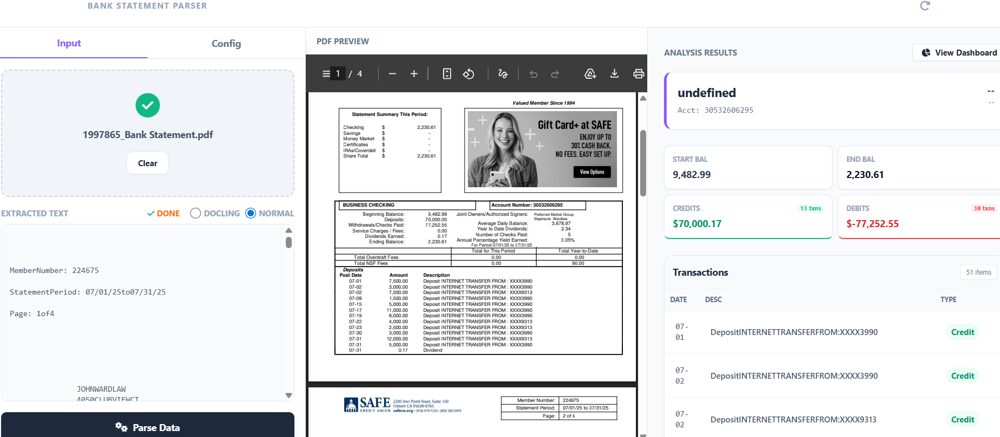 BANK STATEMENT PARSER
Input
Config
1997865_Bank Statement.pdf
Clear
EXTRACTED TEXT
DONE
DOCLING
NORMAL
MemberNumber: 224675
StatementPeriod: 07/01/25to07/31/25
Page: 1of4
JOHNWARDLAW
4050CLUBVIEWCT
Parse Data
PDF PREVIEW
1 / 4
Valued Member Since 1994
Statement Summary This Period:
Checking $ 2,230.61
Savings $ -
Money Market $ -
Certificates $ -
IRAs/Coverdell $ -
Share Total $ 2,230.61
Gift Card+ at SAFE
ENJOY UP TO
30% CASH BACK.
NO FEES. EASY SET UP.
View Options
BUSINESS CHECKING
Account Number: 30532606295
Beginning Balance: 9,482.99
Deposits: 70,000.00
Withdrawals/Checks Paid: 77,252.55
Service Charges / Fees: 0.00
Dividends Earned: 0.17
Ending Balance: 2,230.61
Joint Owners/Authorized Signers: Preferred Market Group
Stephanie Wardlaw
Average Daily Balance: 3,678.97
Year to Date Dividends: 2.34
Number of Checks Paid: 5
Annual Percentage Yield Earned: 0.05%
For Period 07/01/25 to 07/31/25
Total for This Period Total Year-to-Date
Total Overdraft Fees 0.00 0.00
Total NSF Fees 0.00 90.00
Deposits
Post Date Amount Description
07-01 7,500.00 Deposit INTERNET TRANSFER FROM : XXXX3990
07-02 3,000.00 Deposit INTERNET TRANSFER FROM : XXXX3990
07-02 7,500.00 Deposit INTERNET TRANSFER FROM : XXXX9313
07-09 1,500.00 Deposit INTERNET TRANSFER FROM : XXXX3990
07-15 5,000.00 Deposit INTERNET TRANSFER FROM : XXXX3990
07-17 11,000.00 Deposit INTERNET TRANSFER FROM : XXXX3990
07-19 8,000.00 Deposit INTERNET TRANSFER FROM : XXXX3990
07-22 4,000.00 Deposit INTERNET TRANSFER FROM : XXXX9313
07-23 2,500.00 Deposit INTERNET TRANSFER FROM : XXXX9313
07-30 3,000.00 Deposit INTERNET TRANSFER FROM : XXXX3990
07-31 12,000.00 Deposit INTERNET TRANSFER FROM : XXXX9313
07-31 5,000.00 Deposit INTERNET TRANSFER FROM : XXXX3990
07-31 0.17 Dividend
SAFE
CREDIT UNION
2295 Iron Point Road, Suite 100
Folsom CA 95630-8765
safecu.org • (916) 979-7233 • (800) SEE-SAFE
Member Number: 224675
Statement Period: 07/01/25 to 07/31/25
Page: 2 of 4
ANALYSIS RESULTS
View Dashboard
undefined
--
Acct: 30532606295
--
START BAL
9,482.99
END BAL
2,230.61
CREDITS
13 txns
$70,000.17
DEBITS
38 txns
$-77,252.55
Transactions
51 items
DATE DESC TYPE
07-
01
DepositINTERNETTRANSFERFROM:XXXX3990
Credit
07-
02
DepositINTERNETTRANSFERFROM:XXXX3990
Credit
07-
02
DepositINTERNETTRANSFERFROM:XXXX9313
Credit